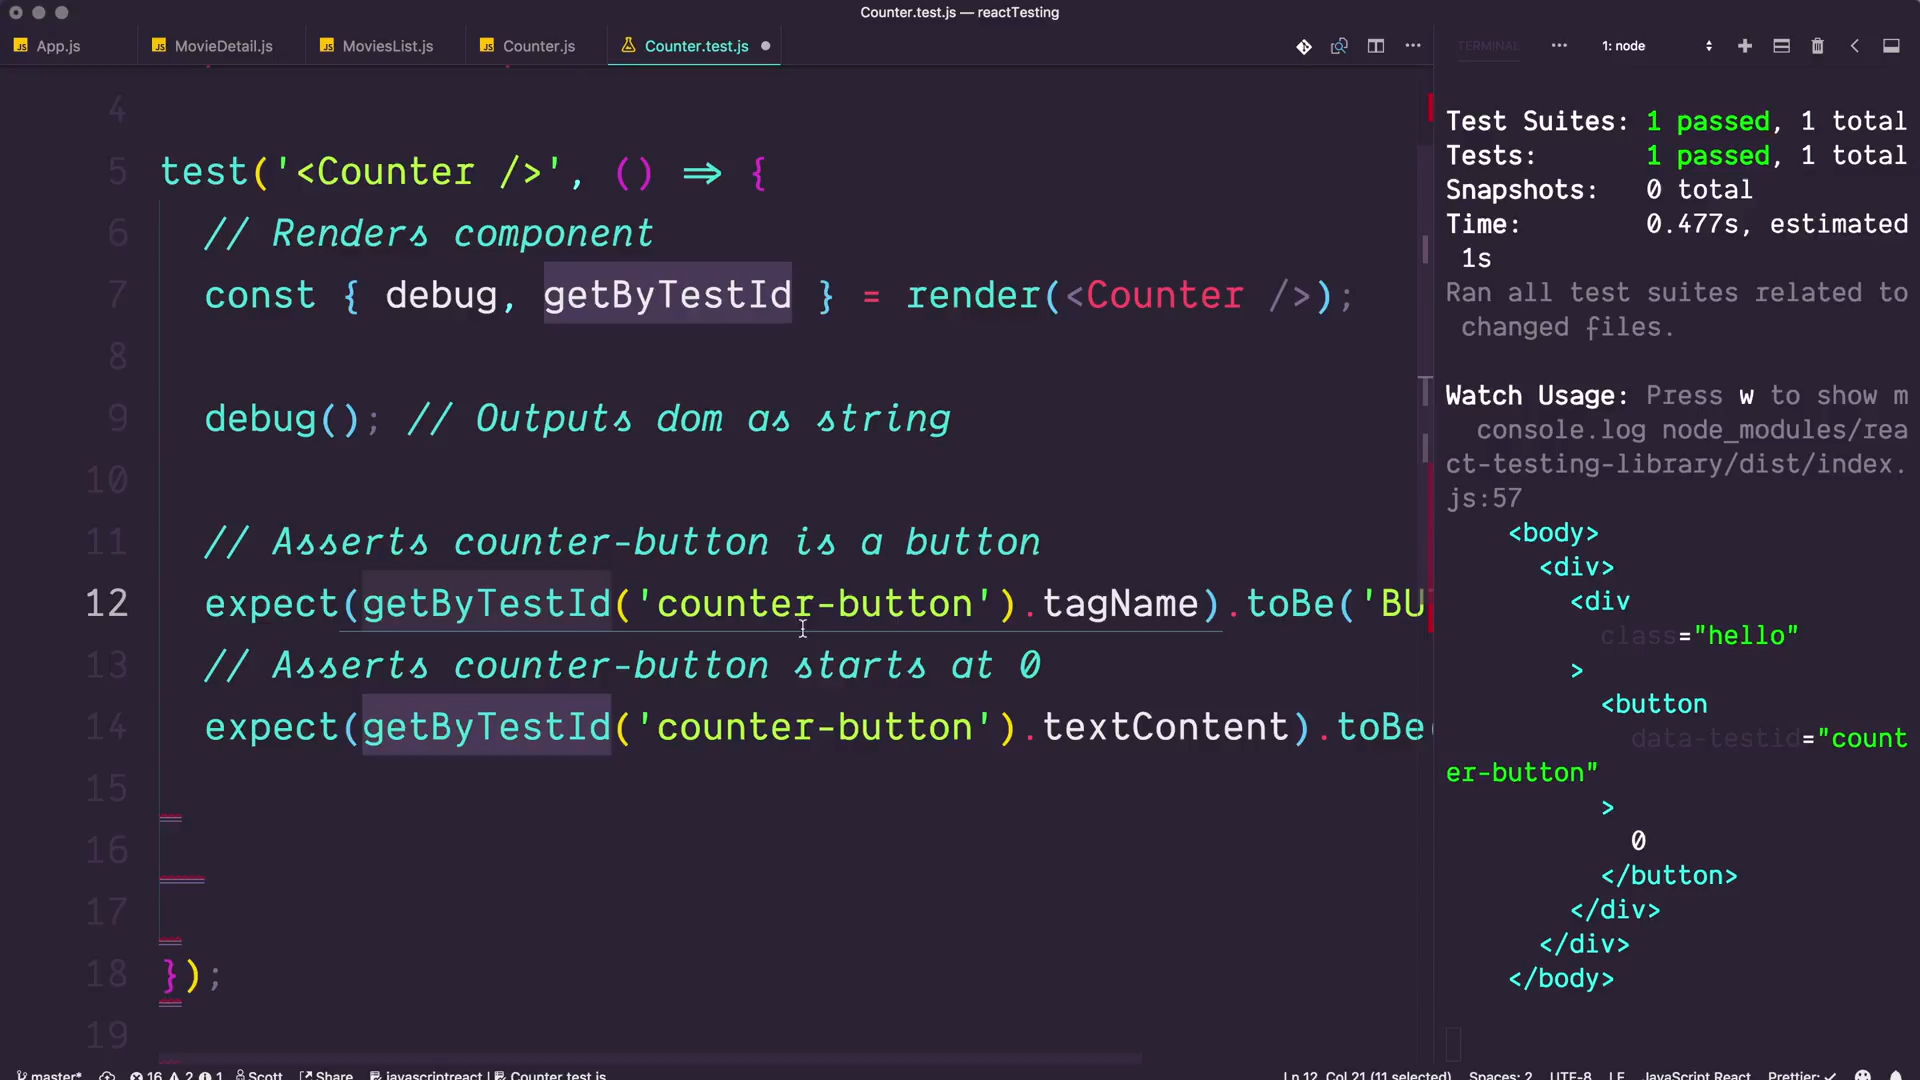 Counter.test.js — reactTesting
App.js MovieDetail.js MoviesList.js Counter.js Counter.test.js
TERMINAL 1: node
4
5 test('<Counter />', () => {
6 // Renders component
7 const { debug, getByTestId } = render(<Counter />);
8
9 debug(); // Outputs dom as string
10
11 // Asserts counter-button is a button
12 expect(getByTestId('counter-button').tagName).toBe('BU
13 // Asserts counter-button starts at 0
14 expect(getByTestId('counter-button').textContent).toBe(
15
16
17
18 });
19
Test Suites: 1 passed, 1 total
Tests: 1 passed, 1 total
Snapshots: 0 total
Time: 0.477s, estimated
1s
Ran all test suites related to
changed files.
Watch Usage: Press w to show m
console.log node_modules/rea
ct-testing-library/dist/index.
js:57
<body>
<div>
<div
class="hello"
>
<button
data-testid="count
er-button"
>
0
</button>
</div>
</div>
</body>
master* 16 2 1 Scott Share javascriptreact | Counter.test.js Ln 12, Col 21 (11 selected) Spaces: 2 UTF-8 LF JavaScript React Prettier: ✓